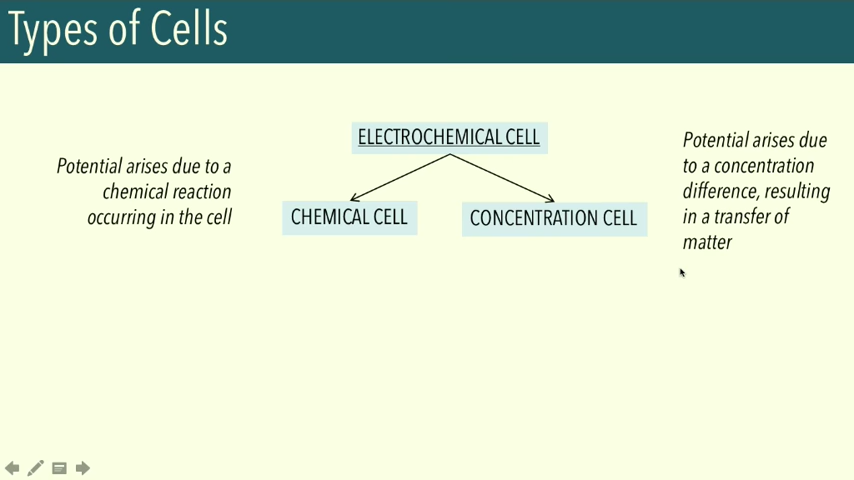 Types of Cells
ELECTROCHEMICAL CELL
Potential arises due to a
chemical reaction
occurring in the cell
CHEMICAL CELL
CONCENTRATION CELL
Potential arises due
to a concentration
difference, resulting
in a transfer of
matter